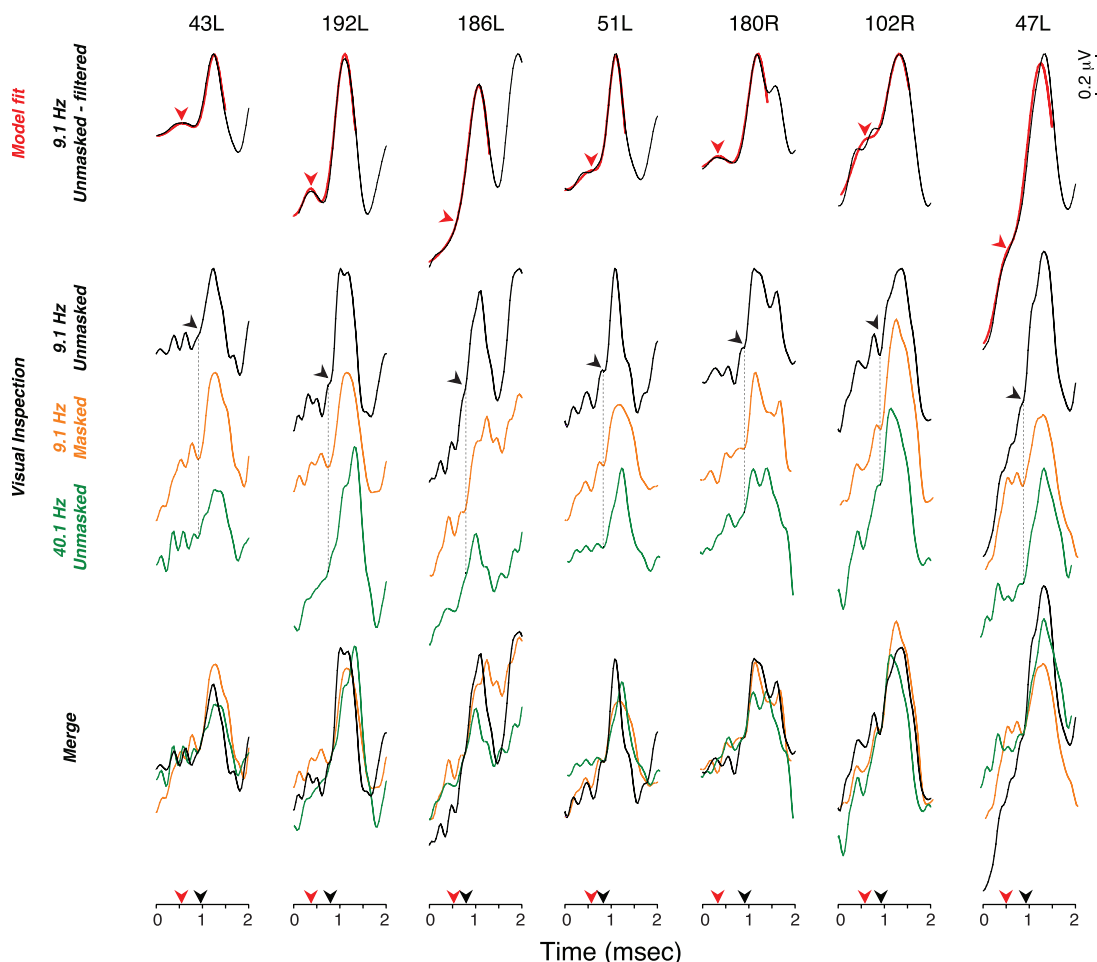 43L 192L 186L 51L 180R 102R 47L
Model fit
9.1 Hz
Unmasked - filtered
0.2 µV
Visual Inspection
9.1 Hz
Unmasked
9.1 Hz
Masked
40.1 Hz
Unmasked
Merge
0 1 2 0 1 2 0 1 2 0 1 2 0 1 2 0 1 2 0 1 2
Time (msec)